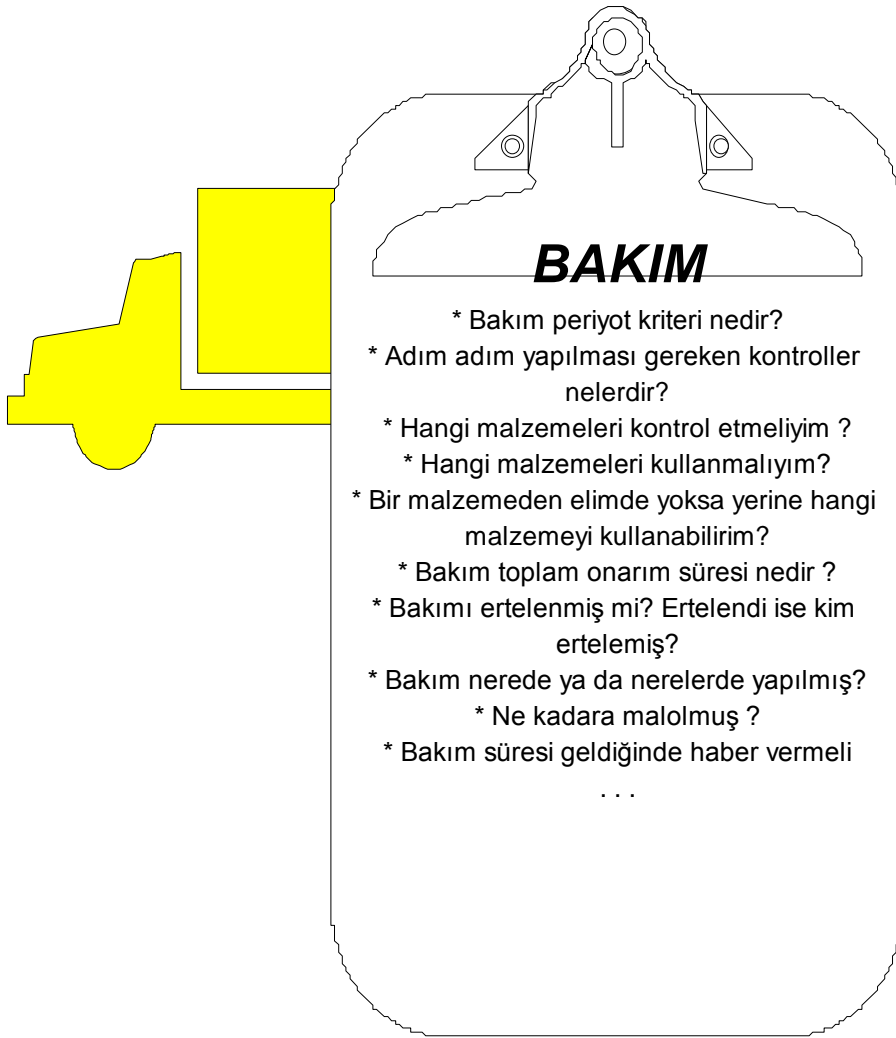 BAKIM
* Bakım periyot kriteri nedir?
* Adım adım yapılması gereken kontroller
nelerdir?
* Hangi malzemeleri kontrol etmeliyim ?
* Hangi malzemeleri kullanmalıyım?
* Bir malzemeden elimde yoksa yerine hangi
malzemeyi kullanabilirim?
* Bakım toplam onarım süresi nedir ?
* Bakımı ertelenmiş mi? Ertelendi ise kim
ertelemiş?
* Bakım nerede ya da nerelerde yapılmış?
* Ne kadara malolmuş ?
* Bakım süresi geldiğinde haber vermeli
. . .